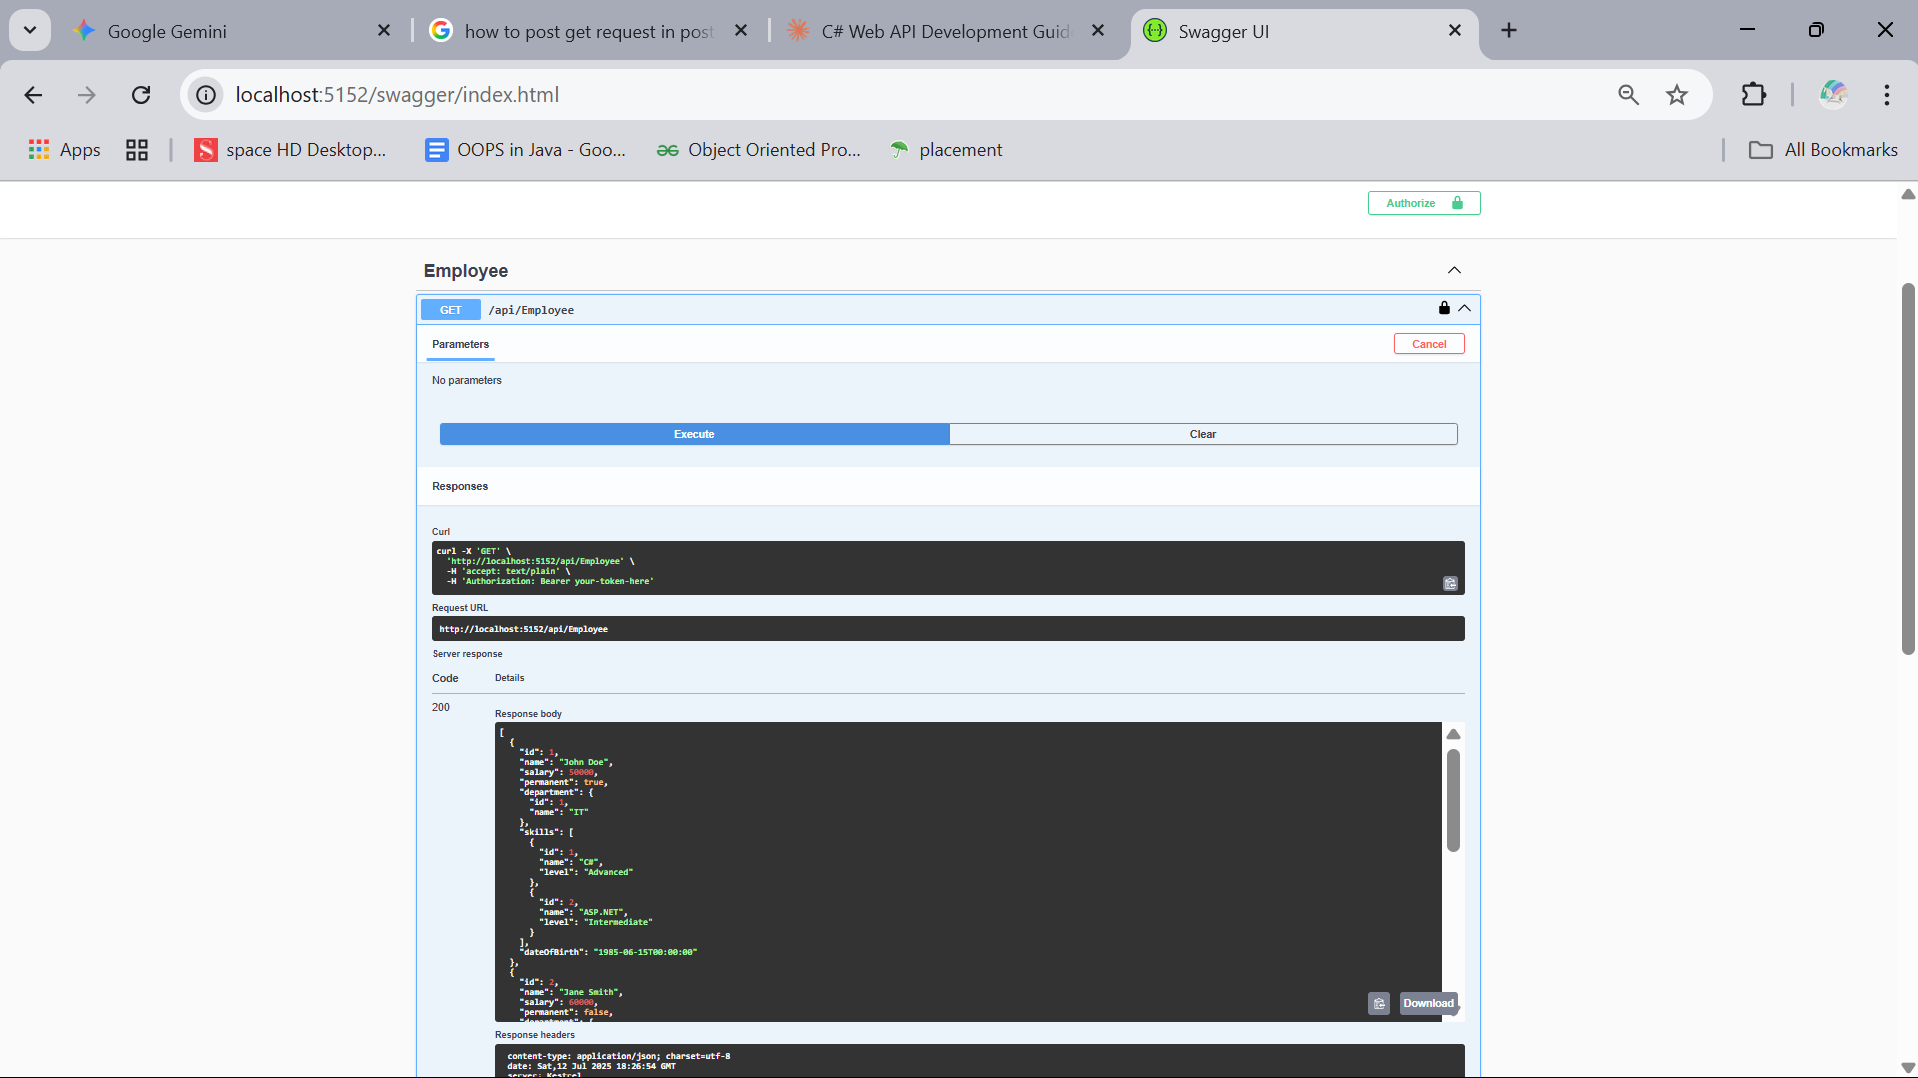 Google Gemini
how to post get request in post
C# Web API Development Guid
Swagger UI
localhost:5152/swagger/index.html
Apps
space HD Desktop...
OOPS in Java - Goo...
Object Oriented Pro...
placement
All Bookmarks
Authorize
Employee
GET /api/Employee
Parameters
Cancel
No parameters
Execute
Clear
Responses
Curl
curl -X 'GET' \
'http://localhost:5152/api/Employee' \
-H 'accept: text/plain' \
-H 'Authorization: Bearer your-token-here'
Request URL
http://localhost:5152/api/Employee
Server response
Code Details
200
Response body
[
{
"id": 1,
"name": "John Doe",
"salary": 50000,
"permanent": true,
"department": {
"id": 1,
"name": "IT"
},
"skills": [
{
"id": 1,
"name": "C#",
"level": "Advanced"
},
{
"id": 2,
"name": "ASP.NET",
"level": "Intermediate"
}
],
"dateOfBirth": "1985-06-15T00:00:00"
},
{
"id": 2,
"name": "Jane Smith",
"salary": 60000,
"permanent": false,
"department": {
Download
Response headers
content-type: application/json; charset=utf-8
date: Sat,12 Jul 2025 18:26:54 GMT
server: Kestrel